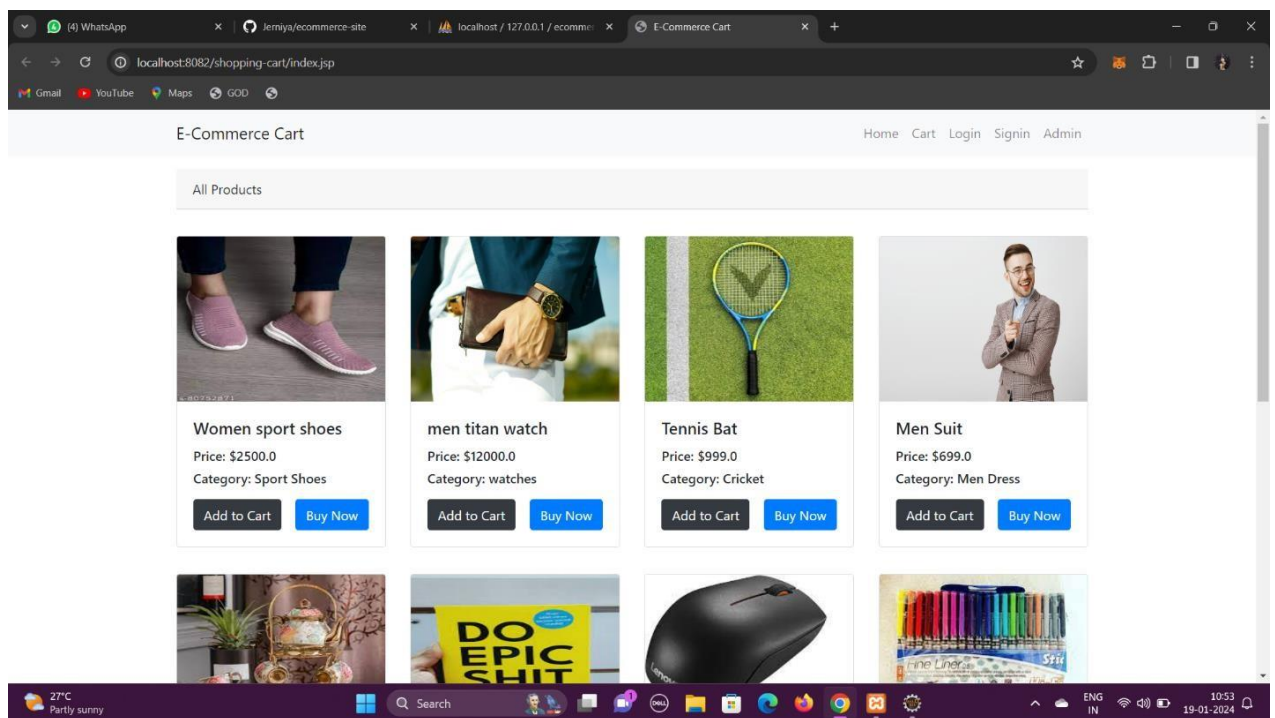 (4) WhatsApp
Jerniya/ecommerce-site
localhost / 127.0.0.1 / ecomme
E-Commerce Cart
localhost:8082/shopping-cart/index.jsp
Gmail YouTube Maps GOD
E-Commerce Cart
Home Cart Login Signin Admin
All Products
Women sport shoes
Price: $2500.0
Category: Sport Shoes
Add to Cart Buy Now
men titan watch
Price: $12000.0
Category: watches
Add to Cart Buy Now
Tennis Bat
Price: $999.0
Category: Cricket
Add to Cart Buy Now
Men Suit
Price: $699.0
Category: Men Dress
Add to Cart Buy Now
DO
EPIC
SHIT
Lenovo
Fine Liner
27°C
Partly sunny
Search
DELL
ENG
IN
10:53
19-01-2024